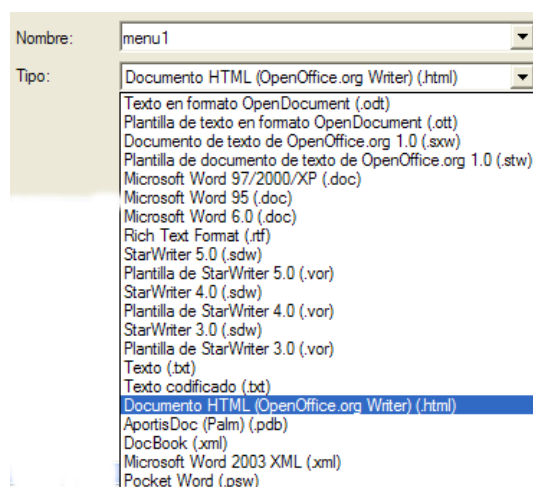 Nombre: menu1
Tipo: Documento HTML (OpenOffice.org Writer) (.html)
Texto en formato OpenDocument (.odt)
Plantilla de texto en formato OpenDocument (.ott)
Documento de texto de OpenOffice.org 1.0 (.sxw)
Plantilla de documento de texto de OpenOffice.org 1.0 (.stw)
Microsoft Word 97/2000/XP (.doc)
Microsoft Word 95 (.doc)
Microsoft Word 6.0 (.doc)
Rich Text Format (.rtf)
StarWriter 5.0 (.sdw)
Plantilla de StarWriter 5.0 (.vor)
StarWriter 4.0 (.sdw)
Plantilla de StarWriter 4.0 (.vor)
StarWriter 3.0 (.sdw)
Plantilla de StarWriter 3.0 (.vor)
Texto (.txt)
Texto codificado (.txt)
Documento HTML (OpenOffice.org Writer) (.html)
AportisDoc (Palm) (.pdb)
DocBook (.xml)
Microsoft Word 2003 XML (.xml)
Pocket Word (.psw)